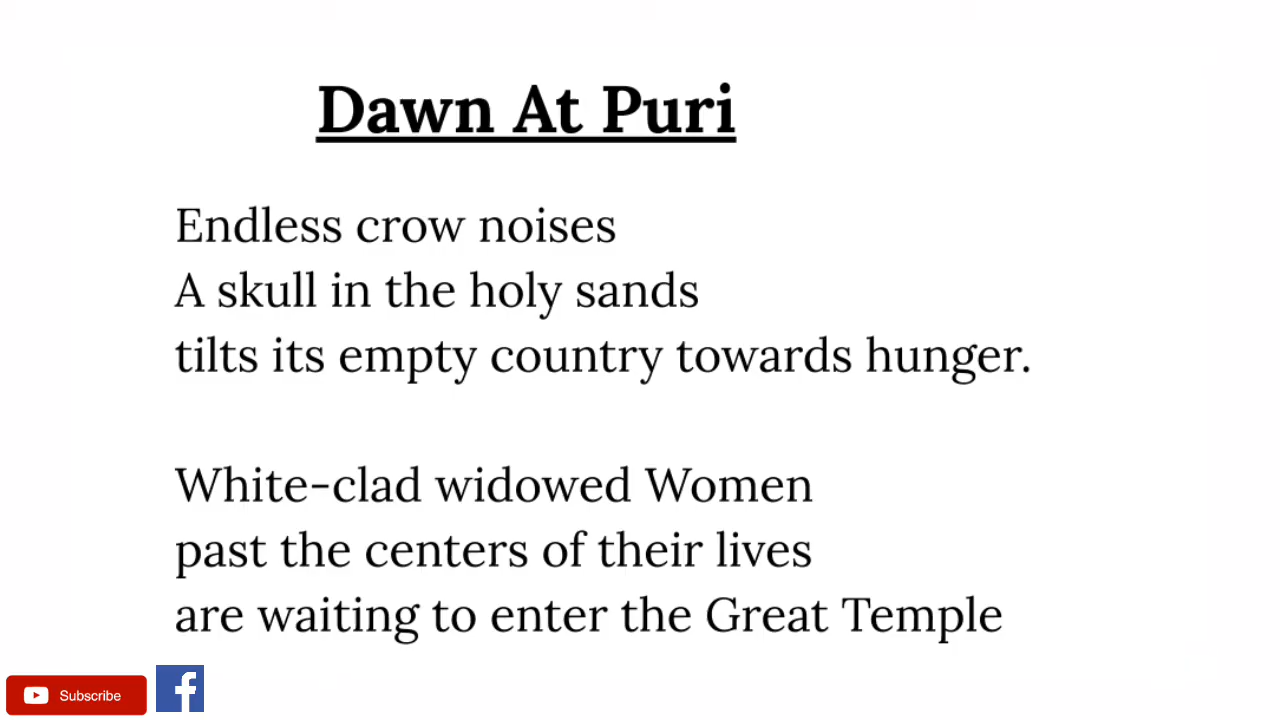 Dawn At Puri
Endless crow noises
A skull in the holy sands
tilts its empty country towards hunger.
White-clad widowed Women
past the centers of their lives
are waiting to enter the Great Temple
Subscribe